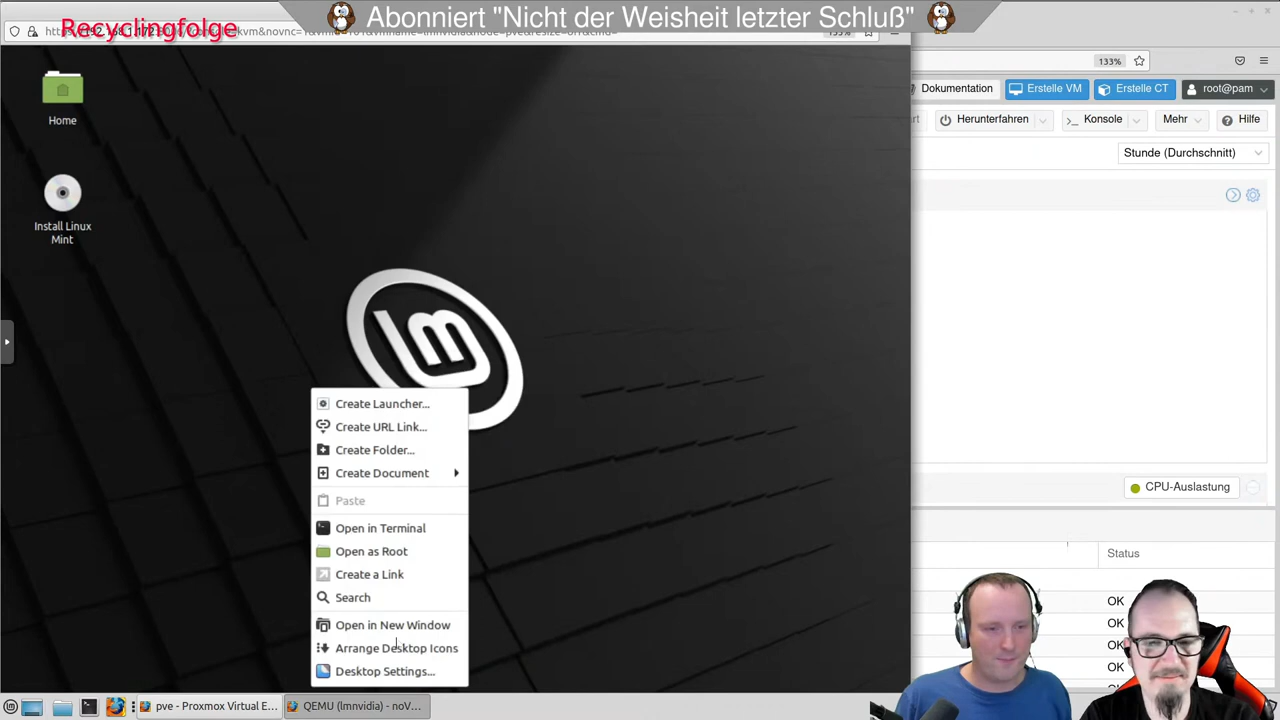 Abonniert "Nicht der Weisheit letzter Schluß"
Recyclingfolge
133%
133%
Home
Install Linux
Mint
lm
Create Launcher...
Create URL Link...
Create Folder...
Create Document
Paste
Open in Terminal
Open as Root
Create a Link
Search
Open in New Window
Arrange Desktop Icons
Desktop Settings...
Dokumentation
Erstelle VM
Erstelle CT
root@pam
Herunterfahren
Konsole
Mehr
Hilfe
Stunde (Durchschnitt)
CPU-Auslastung
Status
OK
OK
OK
OK
OK
pve - Proxmox Virtual E...
QEMU (lmnvidia) - noV...